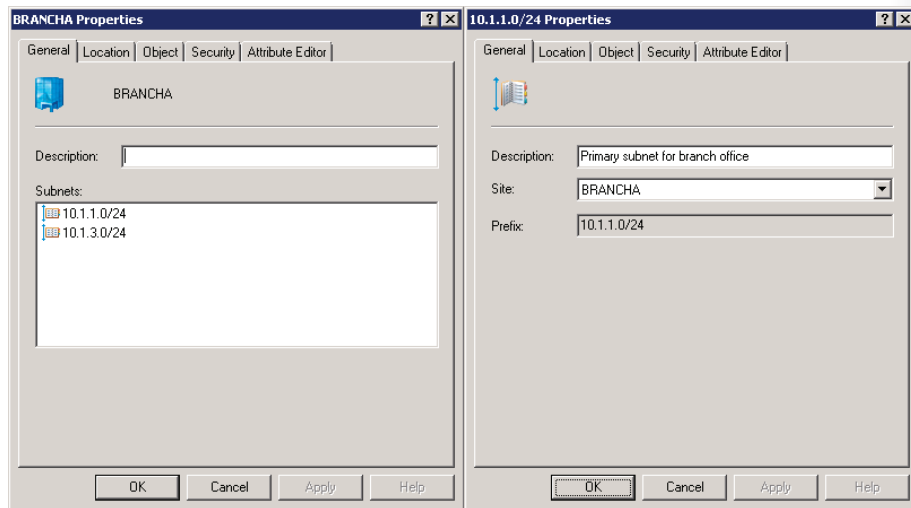 BRANCHA Properties
General Location Object Security Attribute Editor
BRANCHA
Description:
Subnets:
10.1.1.0/24
10.1.3.0/24
OK Cancel Apply Help
10.1.1.0/24 Properties
General Location Object Security Attribute Editor
Description: Primary subnet for branch office
Site: BRANCHA
Prefix: 10.1.1.0/24
OK Cancel Apply Help